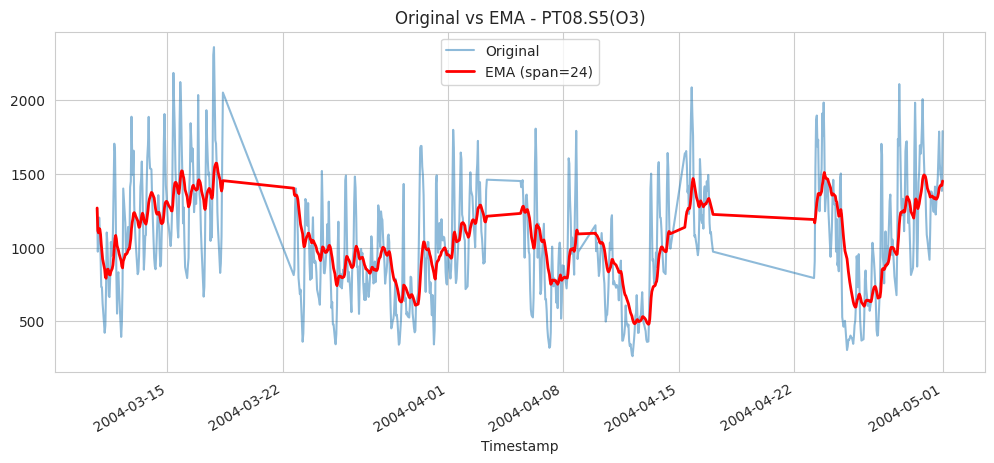 Original vs EMA - PT08.S5(O3)
Original
EMA (span=24)
2000
1500
1000
500
2004-03-15
2004-03-22
2004-04-01
2004-04-08
2004-04-15
2004-04-22
2004-05-01
Timestamp